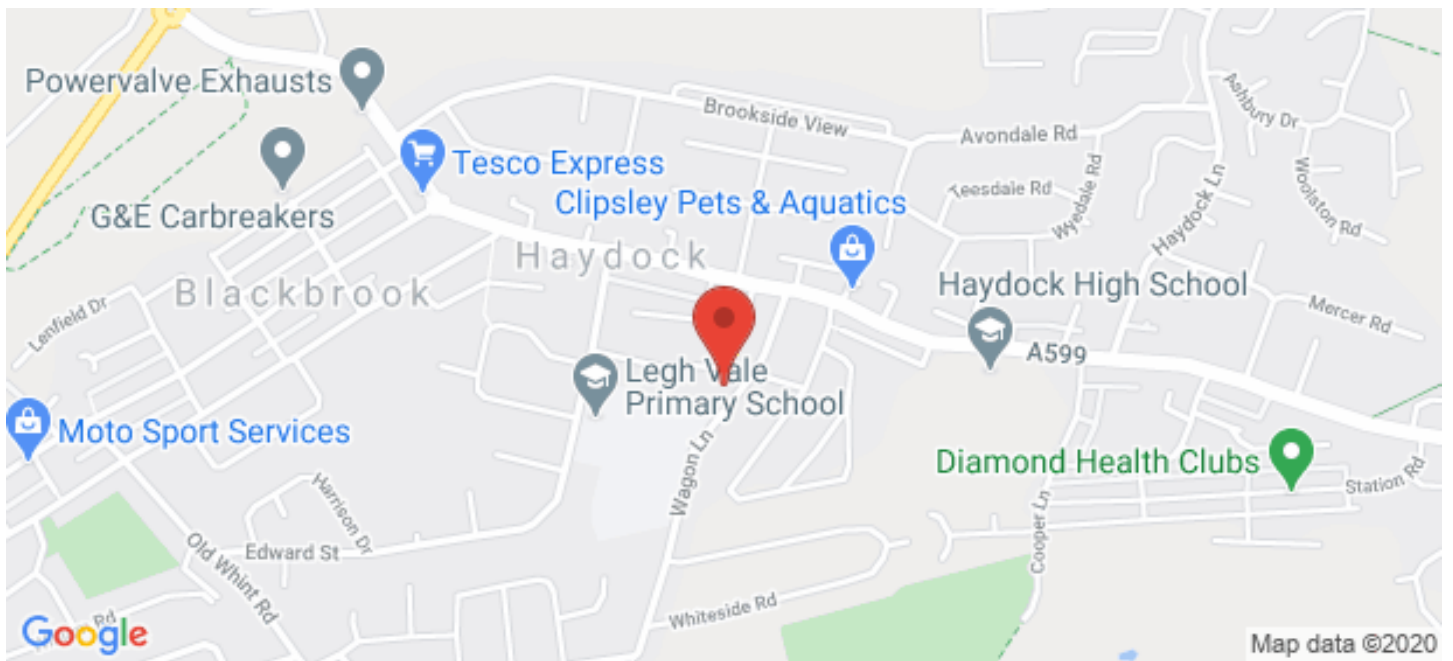 Powervalve Exhausts
Brookside View
Avondale Rd
Ashbury Dr
Tesco Express
Teesdale Rd
Wyedale Rd
Woolston Rd
Clipsley Pets & Aquatics
G&E Carbreakers
Haydock Ln
Haydock
Haydock High School
Blackbrook
Lenfield Dr
Mercer Rd
A599
Legh Vale
Primary School
Moto Sport Services
Diamond Health Clubs
Wagon Ln
Station Rd
Harrison Dr
Cooper Ln
Edward St
Old Whint Rd
Whiteside Rd
Rd
Google
Map data ©2020